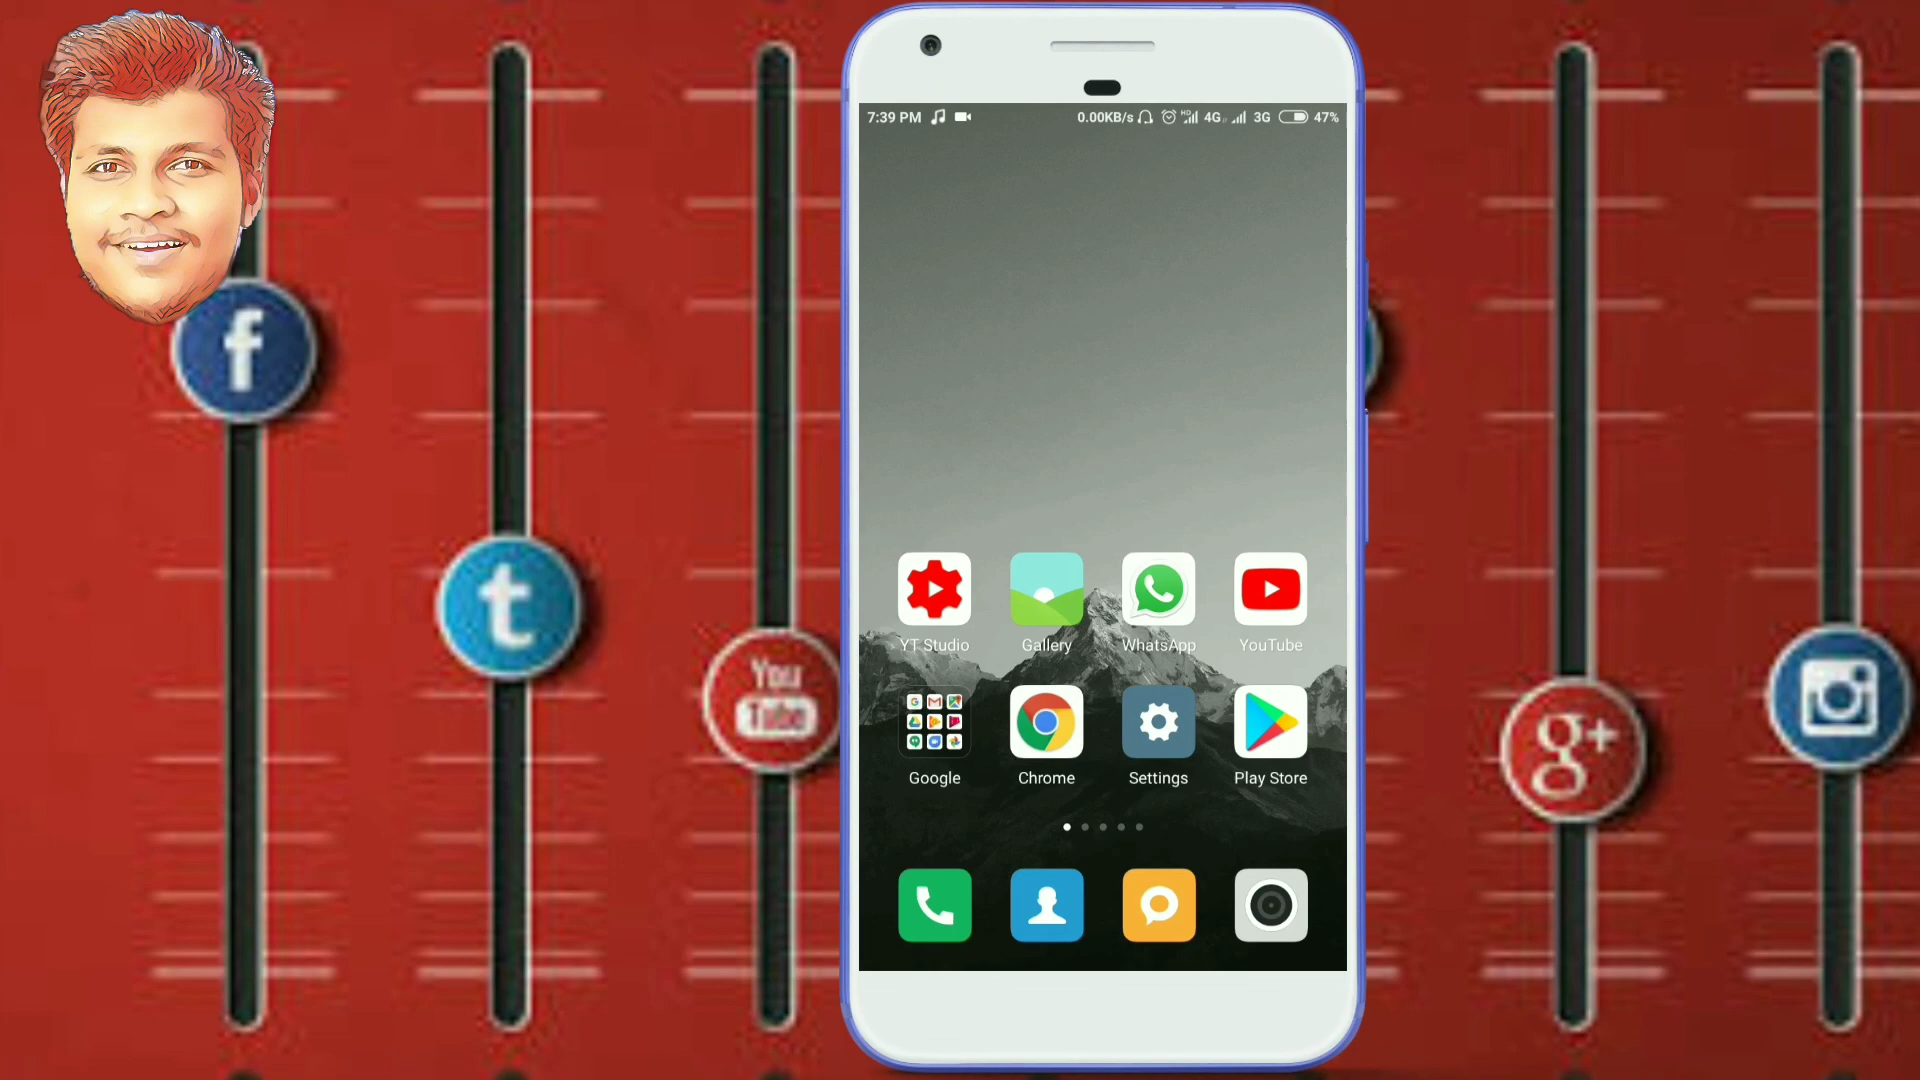 7:39 PM 0.00KB/s HD 4G 3G 47%
f
t
You
Tube
g+
YT Studio Gallery WhatsApp YouTube
Google Chrome Settings Play Store